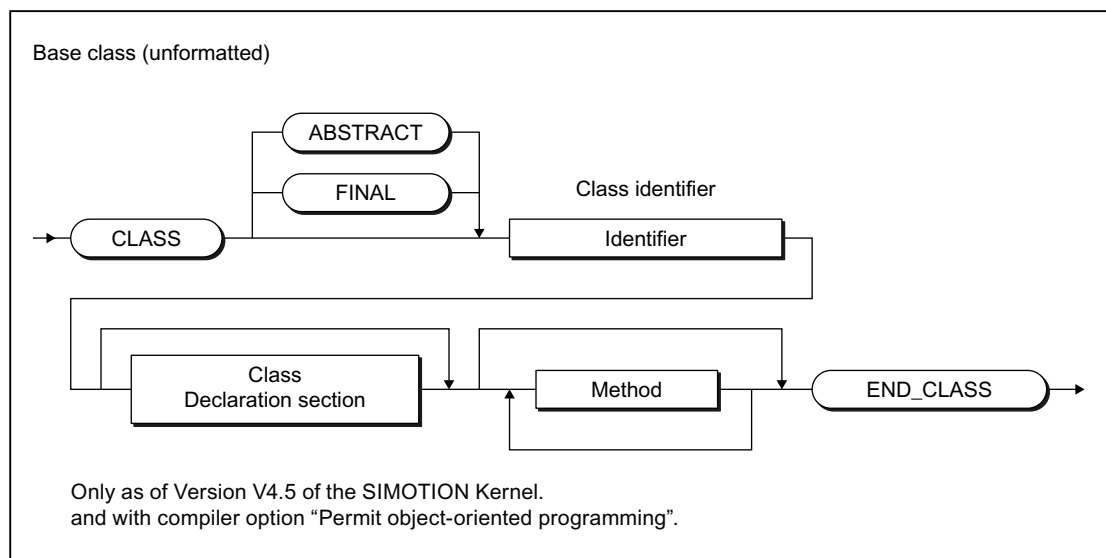 Base class (unformatted)
ABSTRACT
FINAL
Class identifier
CLASS
Identifier
Class
Declaration section
Method
END_CLASS
Only as of Version V4.5 of the SIMOTION Kernel.
and with compiler option “Permit object-oriented programming”.